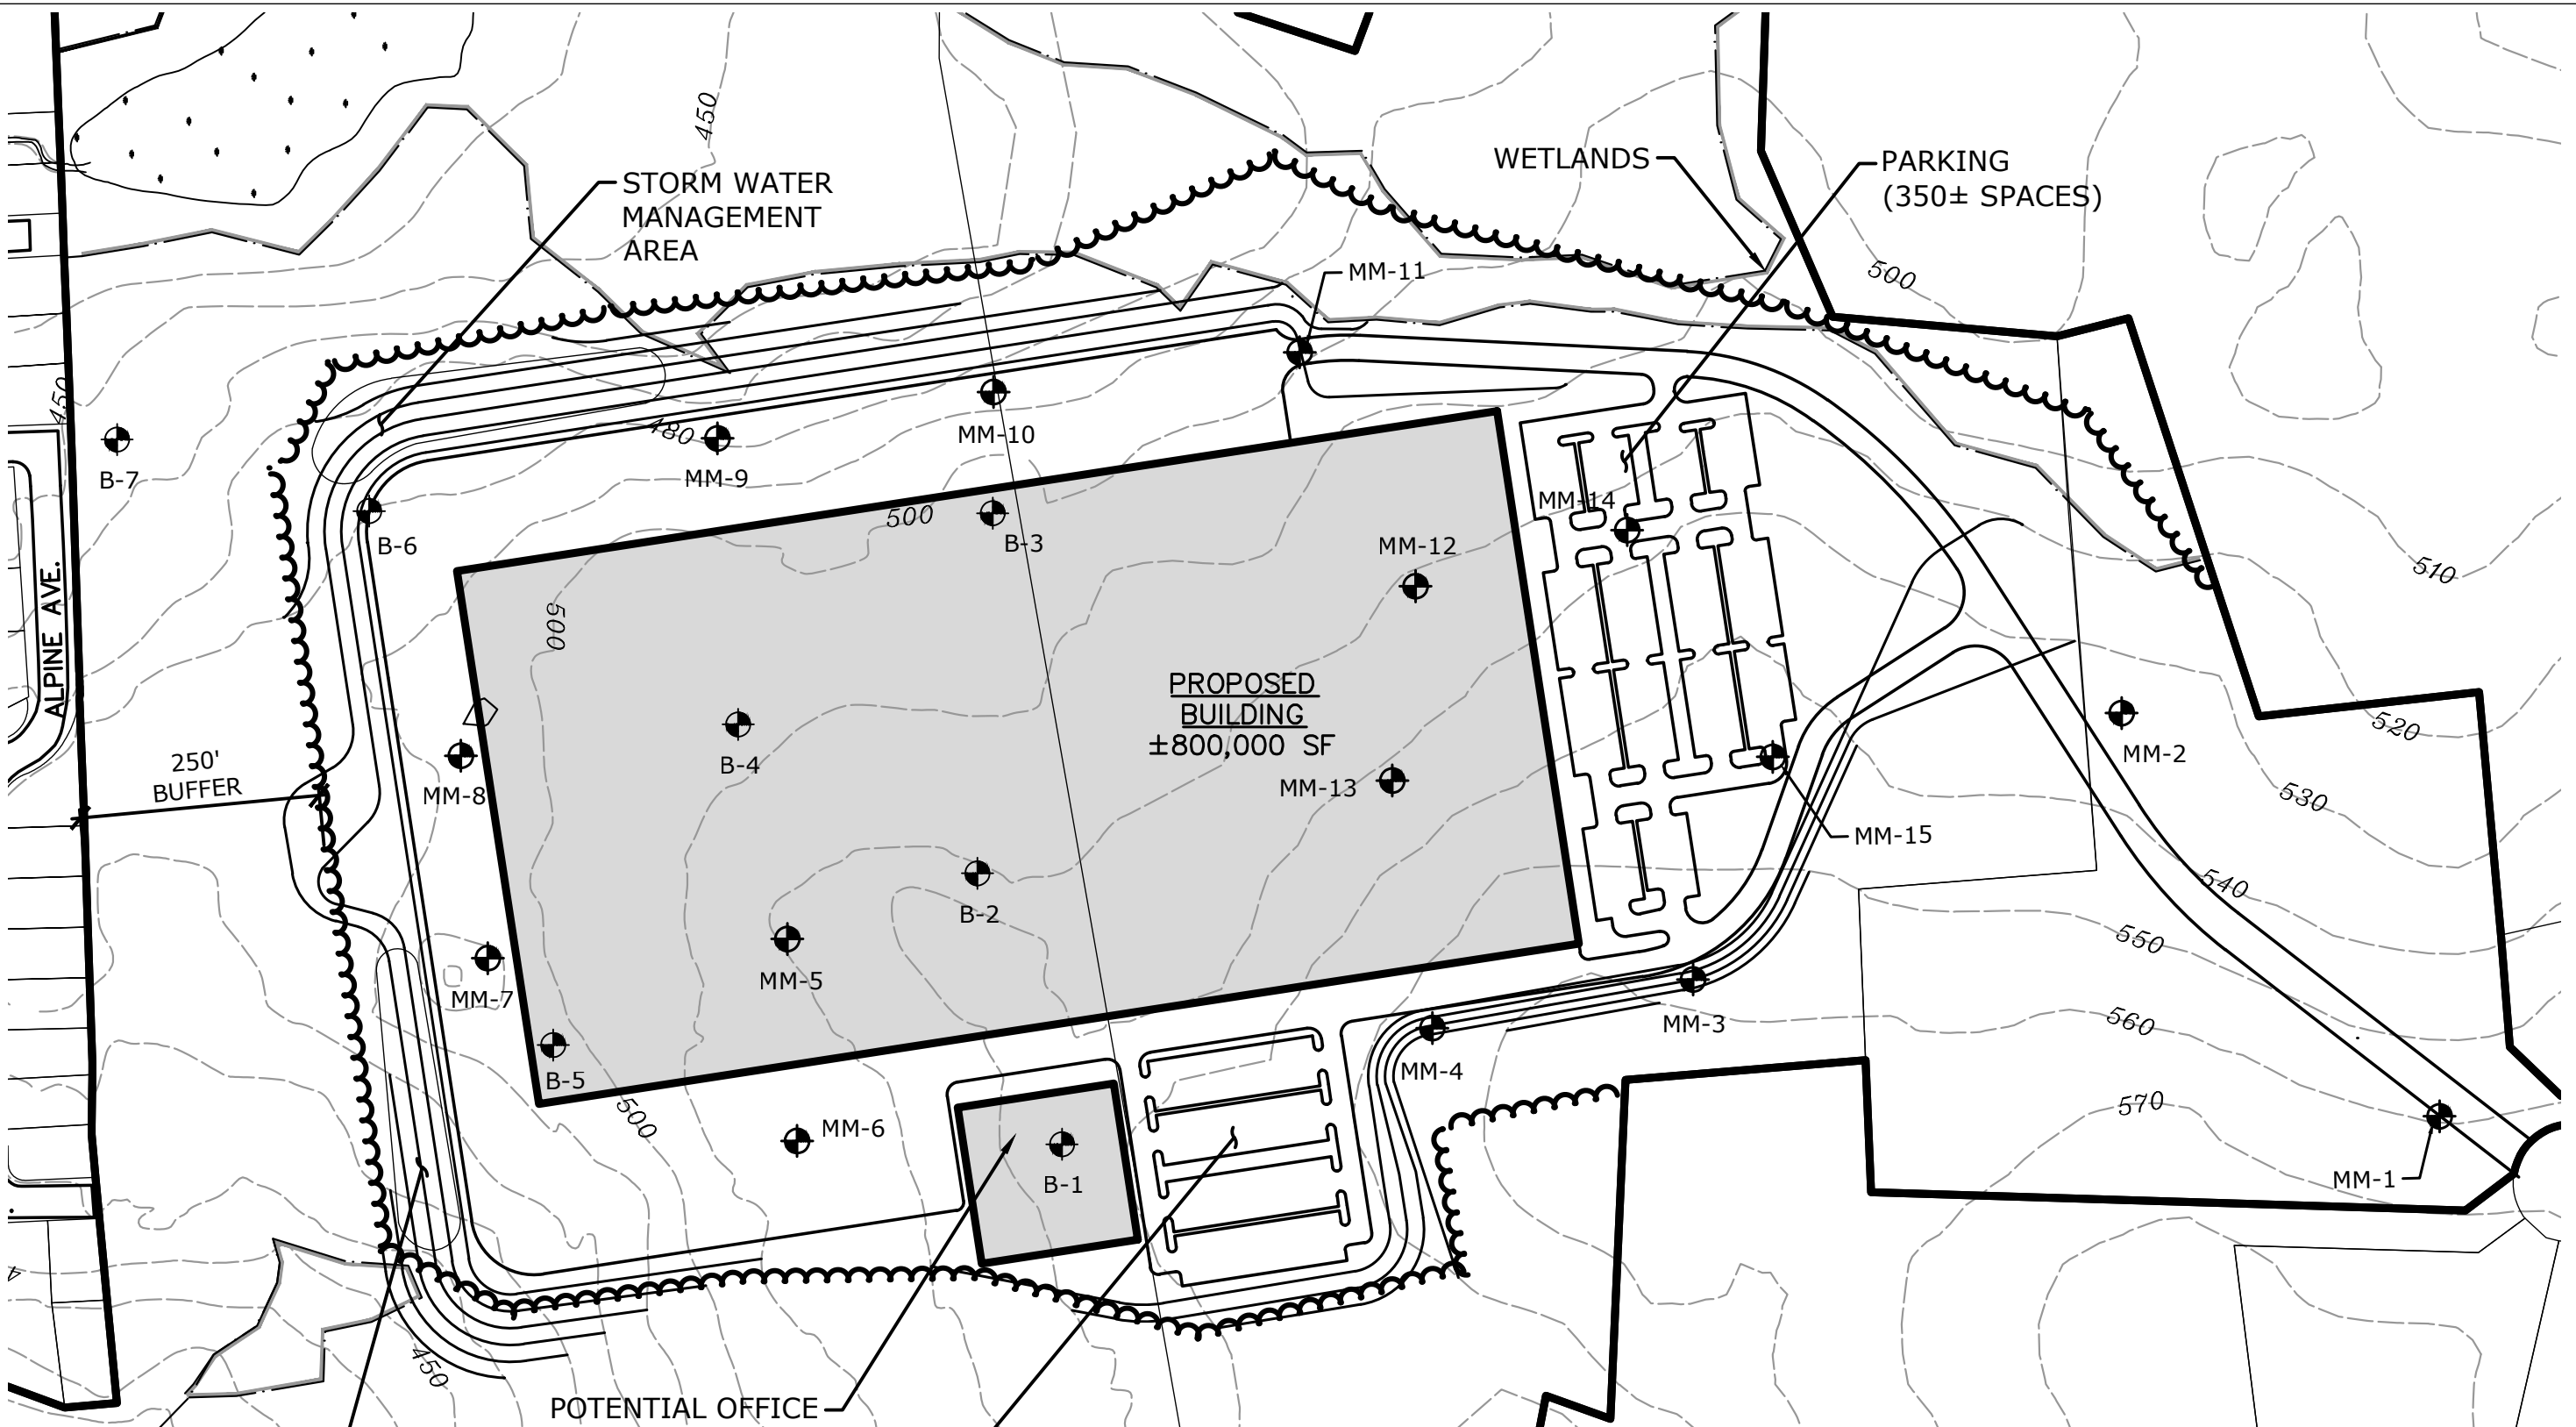 450
STORM WATER
MANAGEMENT
AREA
WETLANDS
PARKING
(350± SPACES)
MM-11
500
450
B-7
480
MM-9
MM-10
B-6
500
B-3
MM-14
MM-12
510
ALPINE AVE.
500
PROPOSED
BUILDING
±800,000 SF
520
MM-2
250'
BUFFER
MM-8
B-4
MM-13
530
MM-15
540
B-2
550
MM-5
MM-7
MM-3
560
B-5
MM-4
500
570
MM-6
B-1
MM-1
450
POTENTIAL OFFICE